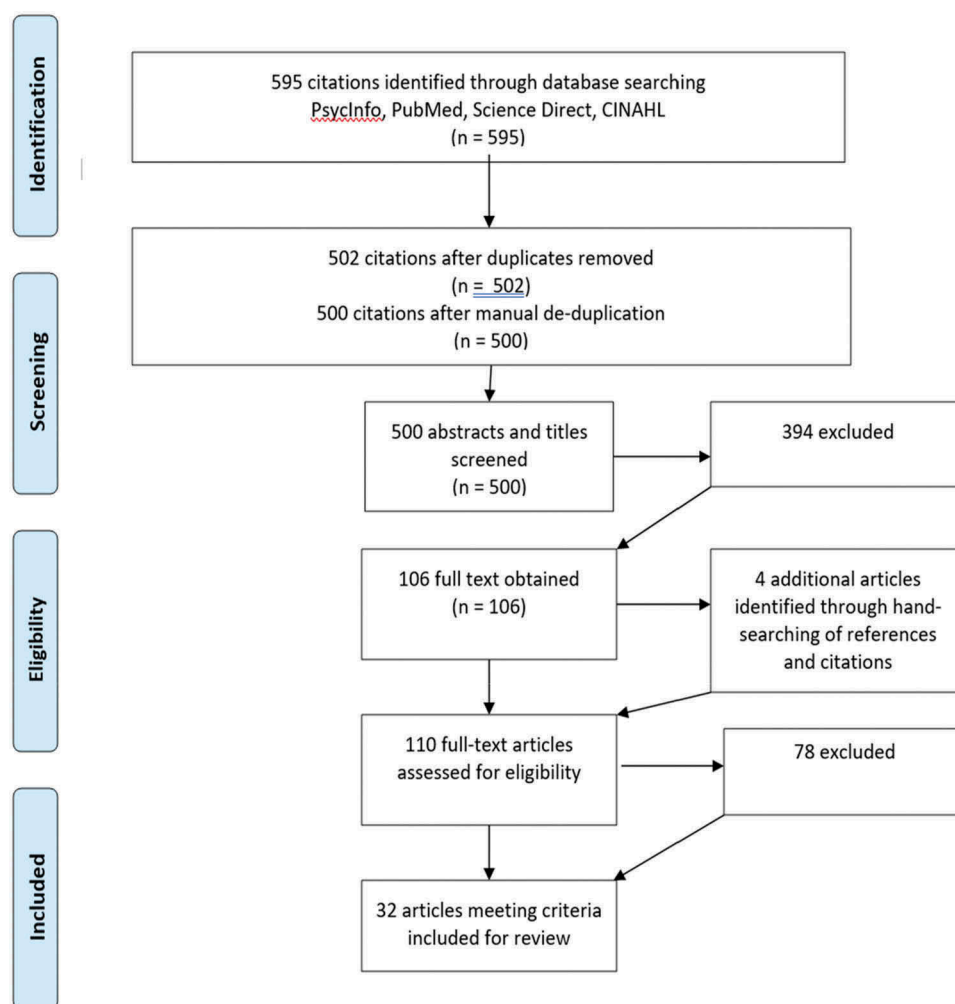 Identification
595 citations identified through database searching
PsycInfo, PubMed, Science Direct, CINAHL
(n = 595)
502 citations after duplicates removed
(n = 502)
500 citations after manual de-duplication
(n = 500)
Screening
500 abstracts and titles
screened
(n = 500)
394 excluded
Eligibility
106 full text obtained
(n = 106)
4 additional articles
identified through hand-
searching of references
and citations
110 full-text articles
assessed for eligibility
78 excluded
Included
32 articles meeting criteria
included for review